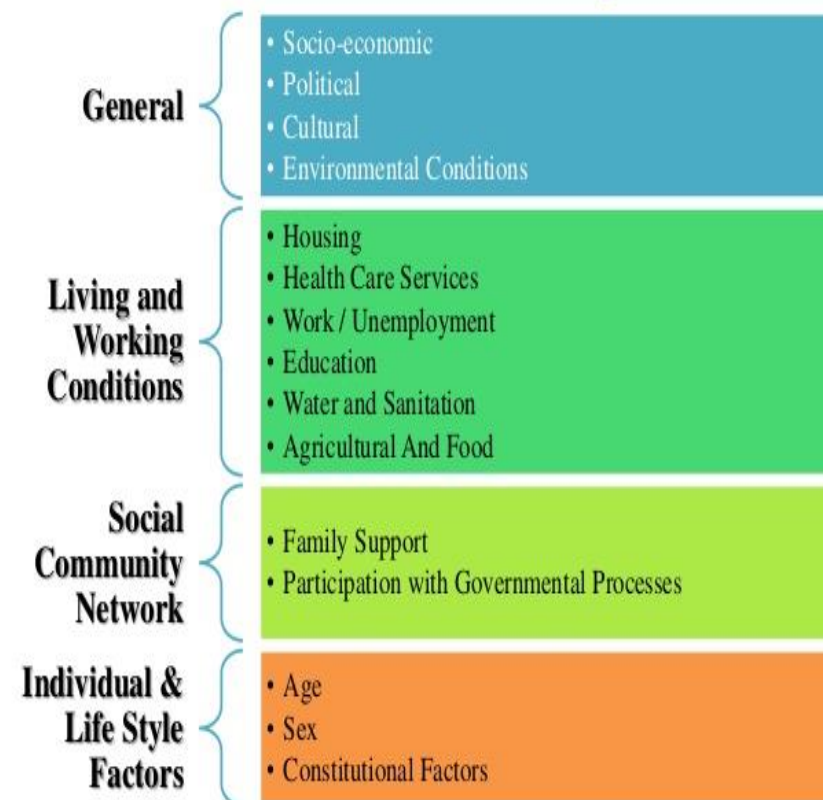 General
• Socio-economic
• Political
• Cultural
• Environmental Conditions
Living and
Working
Conditions
• Housing
• Health Care Services
• Work / Unemployment
• Education
• Water and Sanitation
• Agricultural And Food
Social
Community
Network
• Family Support
• Participation with Governmental Processes
Individual &
Life Style
Factors
• Age
• Sex
• Constitutional Factors